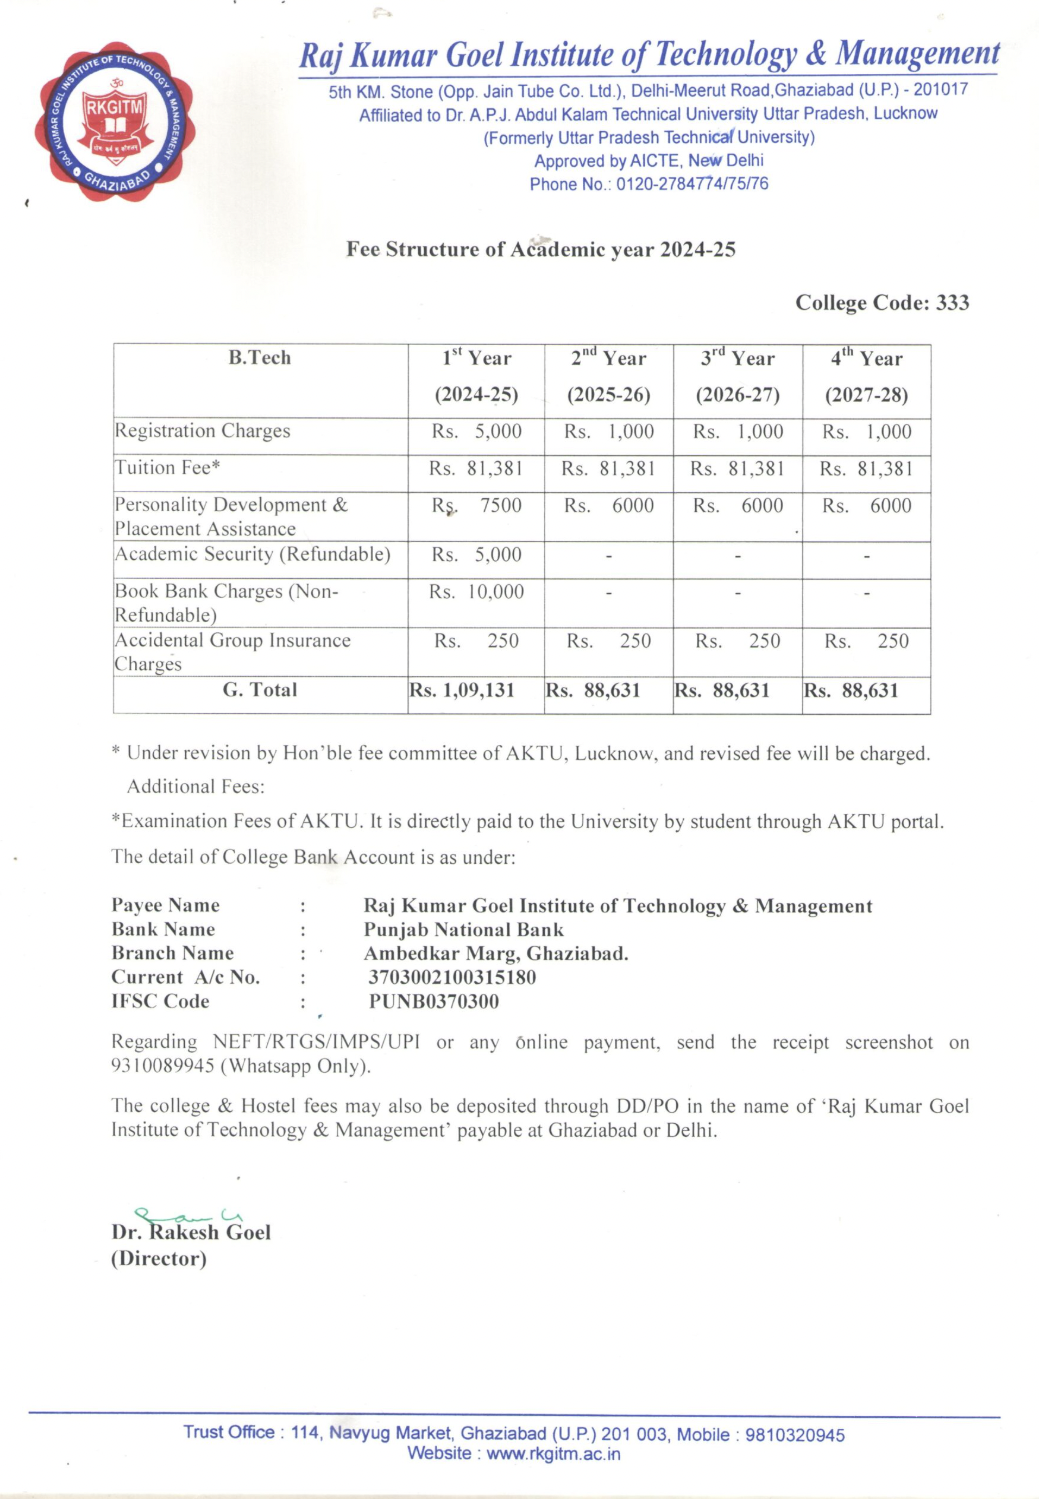 RAJ KUMAR GOEL INSTITUTE OF TECHNOLOGY & MANAGEMENT
GHAZIABAD
ॐ
RKGITM
Raj Kumar Goel Institute of Technology & Management
5th KM. Stone (Opp. Jain Tube Co. Ltd.), Delhi-Meerut Road,Ghaziabad (U.P.) - 201017
Affiliated to Dr. A.P.J. Abdul Kalam Technical University Uttar Pradesh, Lucknow
(Formerly Uttar Pradesh Technical University)
Approved by AICTE, New Delhi
Phone No.: 0120-2784774/75/76
Fee Structure of Academic year 2024-25
College Code: 333
B.Tech 1st Year 2nd Year 3rd Year 4th Year
(2024-25) (2025-26) (2026-27) (2027-28)
Registration Charges Rs. 5,000 Rs. 1,000 Rs. 1,000 Rs. 1,000
Tuition Fee* Rs. 81,381 Rs. 81,381 Rs. 81,381 Rs. 81,381
Personality Development & Rs. 7500 Rs. 6000 Rs. 6000 Rs. 6000
Placement Assistance
Academic Security (Refundable) Rs. 5,000 - - -
Book Bank Charges (Non- Rs. 10,000 - - -
Refundable)
Accidental Group Insurance Rs. 250 Rs. 250 Rs. 250 Rs. 250
Charges
G. Total Rs. 1,09,131 Rs. 88,631 Rs. 88,631 Rs. 88,631
* Under revision by Hon'ble fee committee of AKTU, Lucknow, and revised fee will be charged.
Additional Fees:
*Examination Fees of AKTU. It is directly paid to the University by student through AKTU portal.
The detail of College Bank Account is as under:
Payee Name : Raj Kumar Goel Institute of Technology & Management
Bank Name : Punjab National Bank
Branch Name : Ambedkar Marg, Ghaziabad.
Current A/c No. : 3703002100315180
IFSC Code : PUNB0370300
Regarding NEFT/RTGS/IMPS/UPI or any online payment, send the receipt screenshot on
9310089945 (Whatsapp Only).
The college & Hostel fees may also be deposited through DD/PO in the name of 'Raj Kumar Goel
Institute of Technology & Management' payable at Ghaziabad or Delhi.
Dr. Rakesh Goel
(Director)
Trust Office : 114, Navyug Market, Ghaziabad (U.P.) 201 003, Mobile : 9810320945
Website : www.rkgitm.ac.in